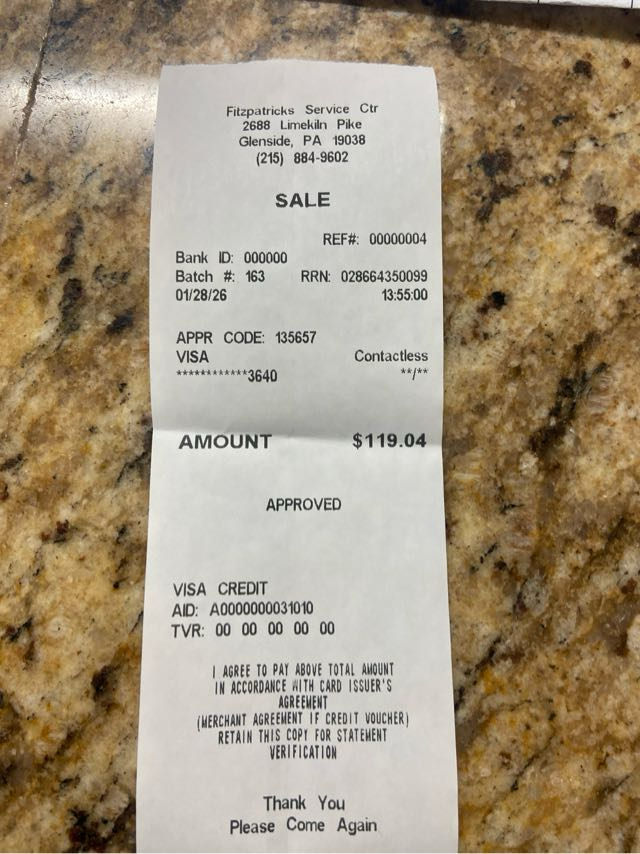 Fitzpatricks Service Ctr
2688 Limekiln Pike
Glenside, PA 19038
(215) 884-9602
SALE
REF#: 00000004
Bank ID: 000000
Batch #: 163 RRN: 028664350099
01/28/26 13:55:00
APPR CODE: 135657
VISA Contactless
************3640 **/**
AMOUNT $119.04
APPROVED
VISA CREDIT
AID: A0000000031010
TVR: 00 00 00 00 00
I AGREE TO PAY ABOVE TOTAL AMOUNT
IN ACCORDANCE WITH CARD ISSUER'S
AGREEMENT
(MERCHANT AGREEMENT IF CREDIT VOUCHER)
RETAIN THIS COPY FOR STATEMENT
VERIFICATION
Thank You
Please Come Again